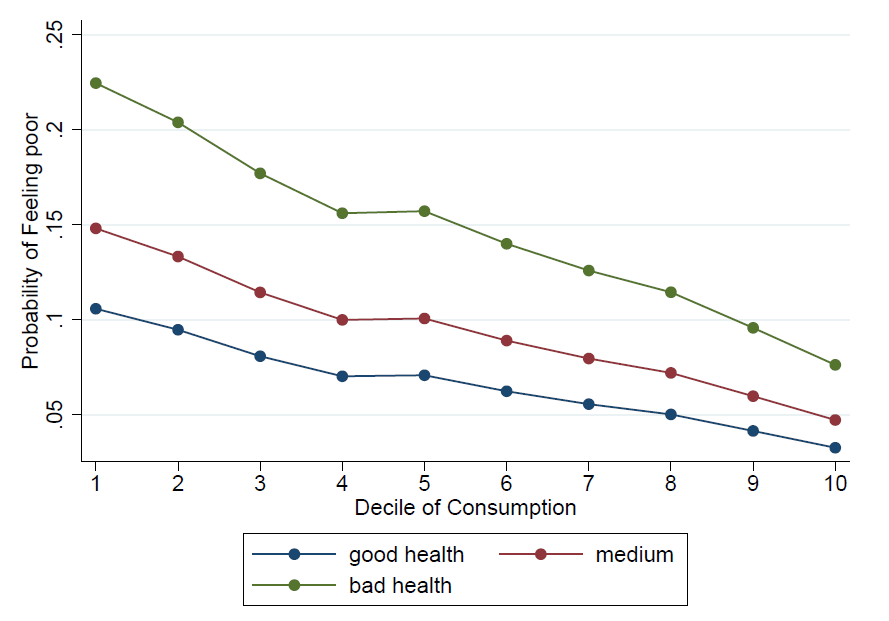 Probability of Feeling poor
.25
.2
.15
.1
.05
1 2 3 4 5 6 7 8 9 10
Decile of Consumption
good health medium
bad health